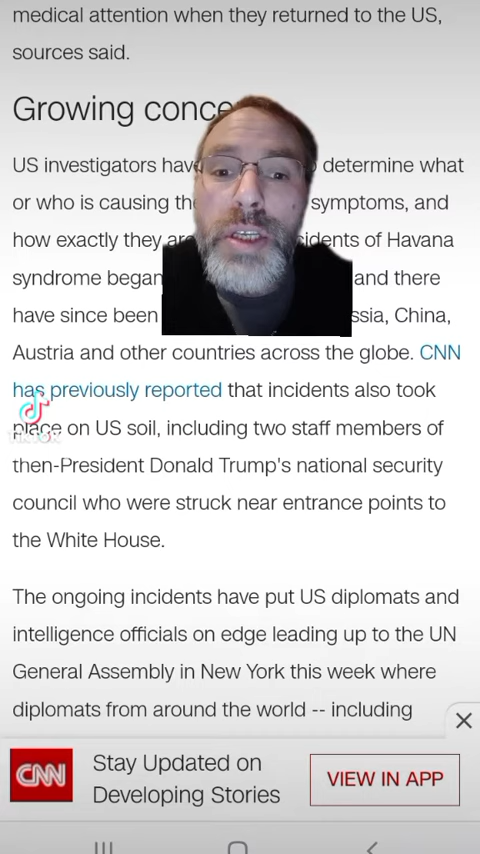 medical attention when they returned to the US,
sources said.
Growing conce
US investigators have determine what
or who is causing the symptoms, and
how exactly they are cidents of Havana
syndrome began and there
have since been ssia, China,
Austria and other countries across the globe. CNN
has previously reported that incidents also took
place on US soil, including two staff members of
then-President Donald Trump's national security
council who were struck near entrance points to
the White House.
The ongoing incidents have put US diplomats and
intelligence officials on edge leading up to the UN
General Assembly in New York this week where
diplomats from around the world -- including
CNN
Stay Updated on
Developing Stories
VIEW IN APP
TikTok